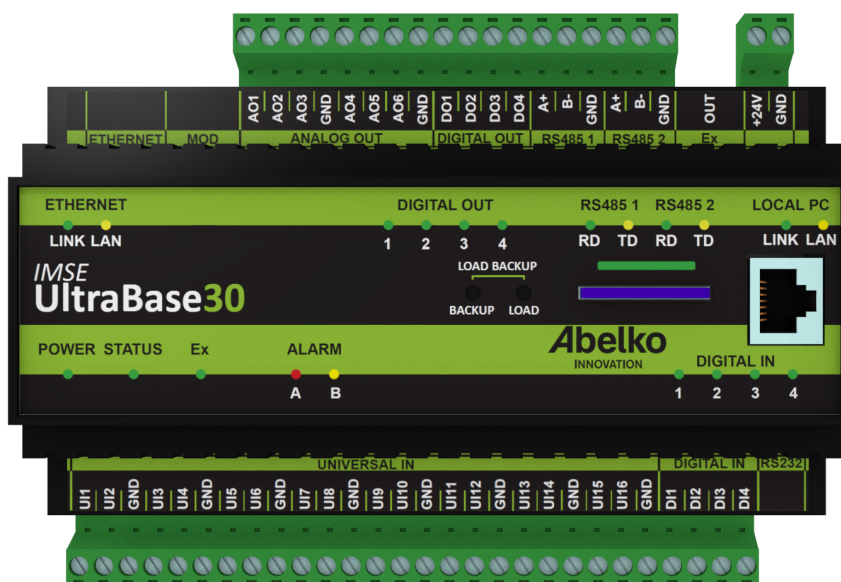 AO1 AO2 AO3 GND AO4 AO5 AO6 GND DO1 DO2 DO3 DO4 A+ B- GND A+ B- GND OUT +24V GND
ETHERNET MOD ANALOG OUT DIGITAL OUT RS485 1 RS485 2 Ex
ETHERNET DIGITAL OUT RS485 1 RS485 2 LOCAL PC
LINK LAN 1 2 3 4 RD TD RD TD LINK LAN
IMSE LOAD BACKUP
UltraBase30 BACKUP LOAD
Abelko
INNOVATION
POWER STATUS Ex ALARM DIGITAL IN
A B 1 2 3 4
UNIVERSAL IN DIGITAL IN RS232
UI1 UI2 GND UI3 UI4 GND UI5 UI6 GND UI7 UI8 GND UI9 UI10 GND UI11 UI12 GND UI13 UI14 GND UI15 UI16 GND DI1 DI2 DI3 DI4